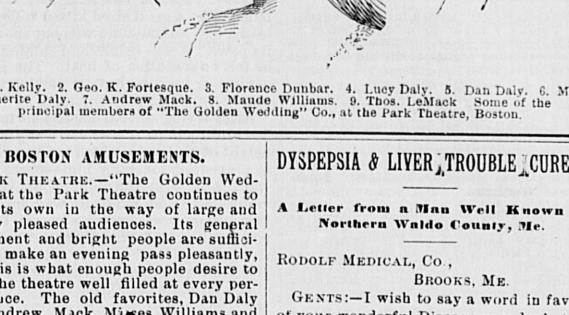 . Kelly. 2. Geo. K. Fortesque. 3. Florence Dunbar. 4. Lucy Daly. 5. Dan Daly. 6. M
erite Daly. 7. Andrew Mack. 8. Maude Williams. 9. Thos. LeMack Some of the
principal members of "The Golden Wedding" Co., at the Park Theatre, Boston.
BOSTON AMUSEMENTS.
K THEATRE.—"The Golden Wed-
at the Park Theatre continues to
ts own in the way of large and
pleased audiences. Its general
ment and bright people are suffici-
make an evening pass pleasantly,
is is what enough people desire to
he theatre well filled at every per-
ce. The old favorites, Dan Daly
ndrew Mack, Misses Williams and
DYSPEPSIA & LIVER TROUBLE CURE
A Letter from a Man Well Known
Northern Waldo County, Me.
RODOLF MEDICAL, CO.,
BROOKS, ME.
GENTS:—I wish to say a word in fav
of your wonderful